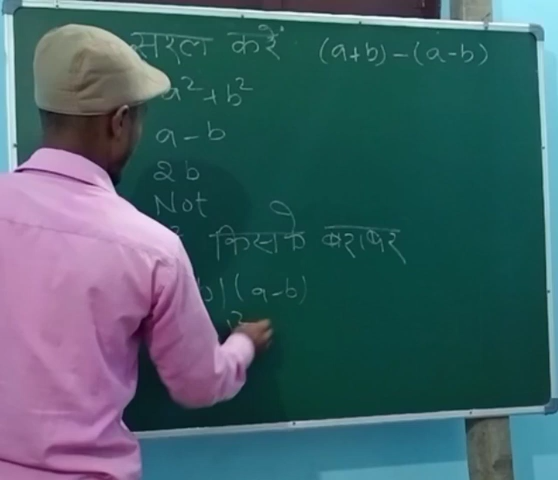 सरल करें (a+b)-(a-b)
a²+b²
a-b
2b
Not
किसके बराबर
b)(a-b)